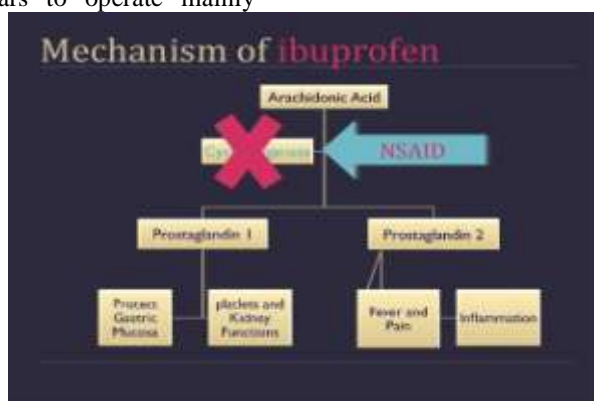 ars to operate mainly
Mechanism of ibuprofen
Arachidonic Acid
NSAID
Prostaglandin 1
Prostaglandin 2
Protect
Gastric
Mucosa
placlets and
Kidney
Functions
Fever and
Pain
Inflammation